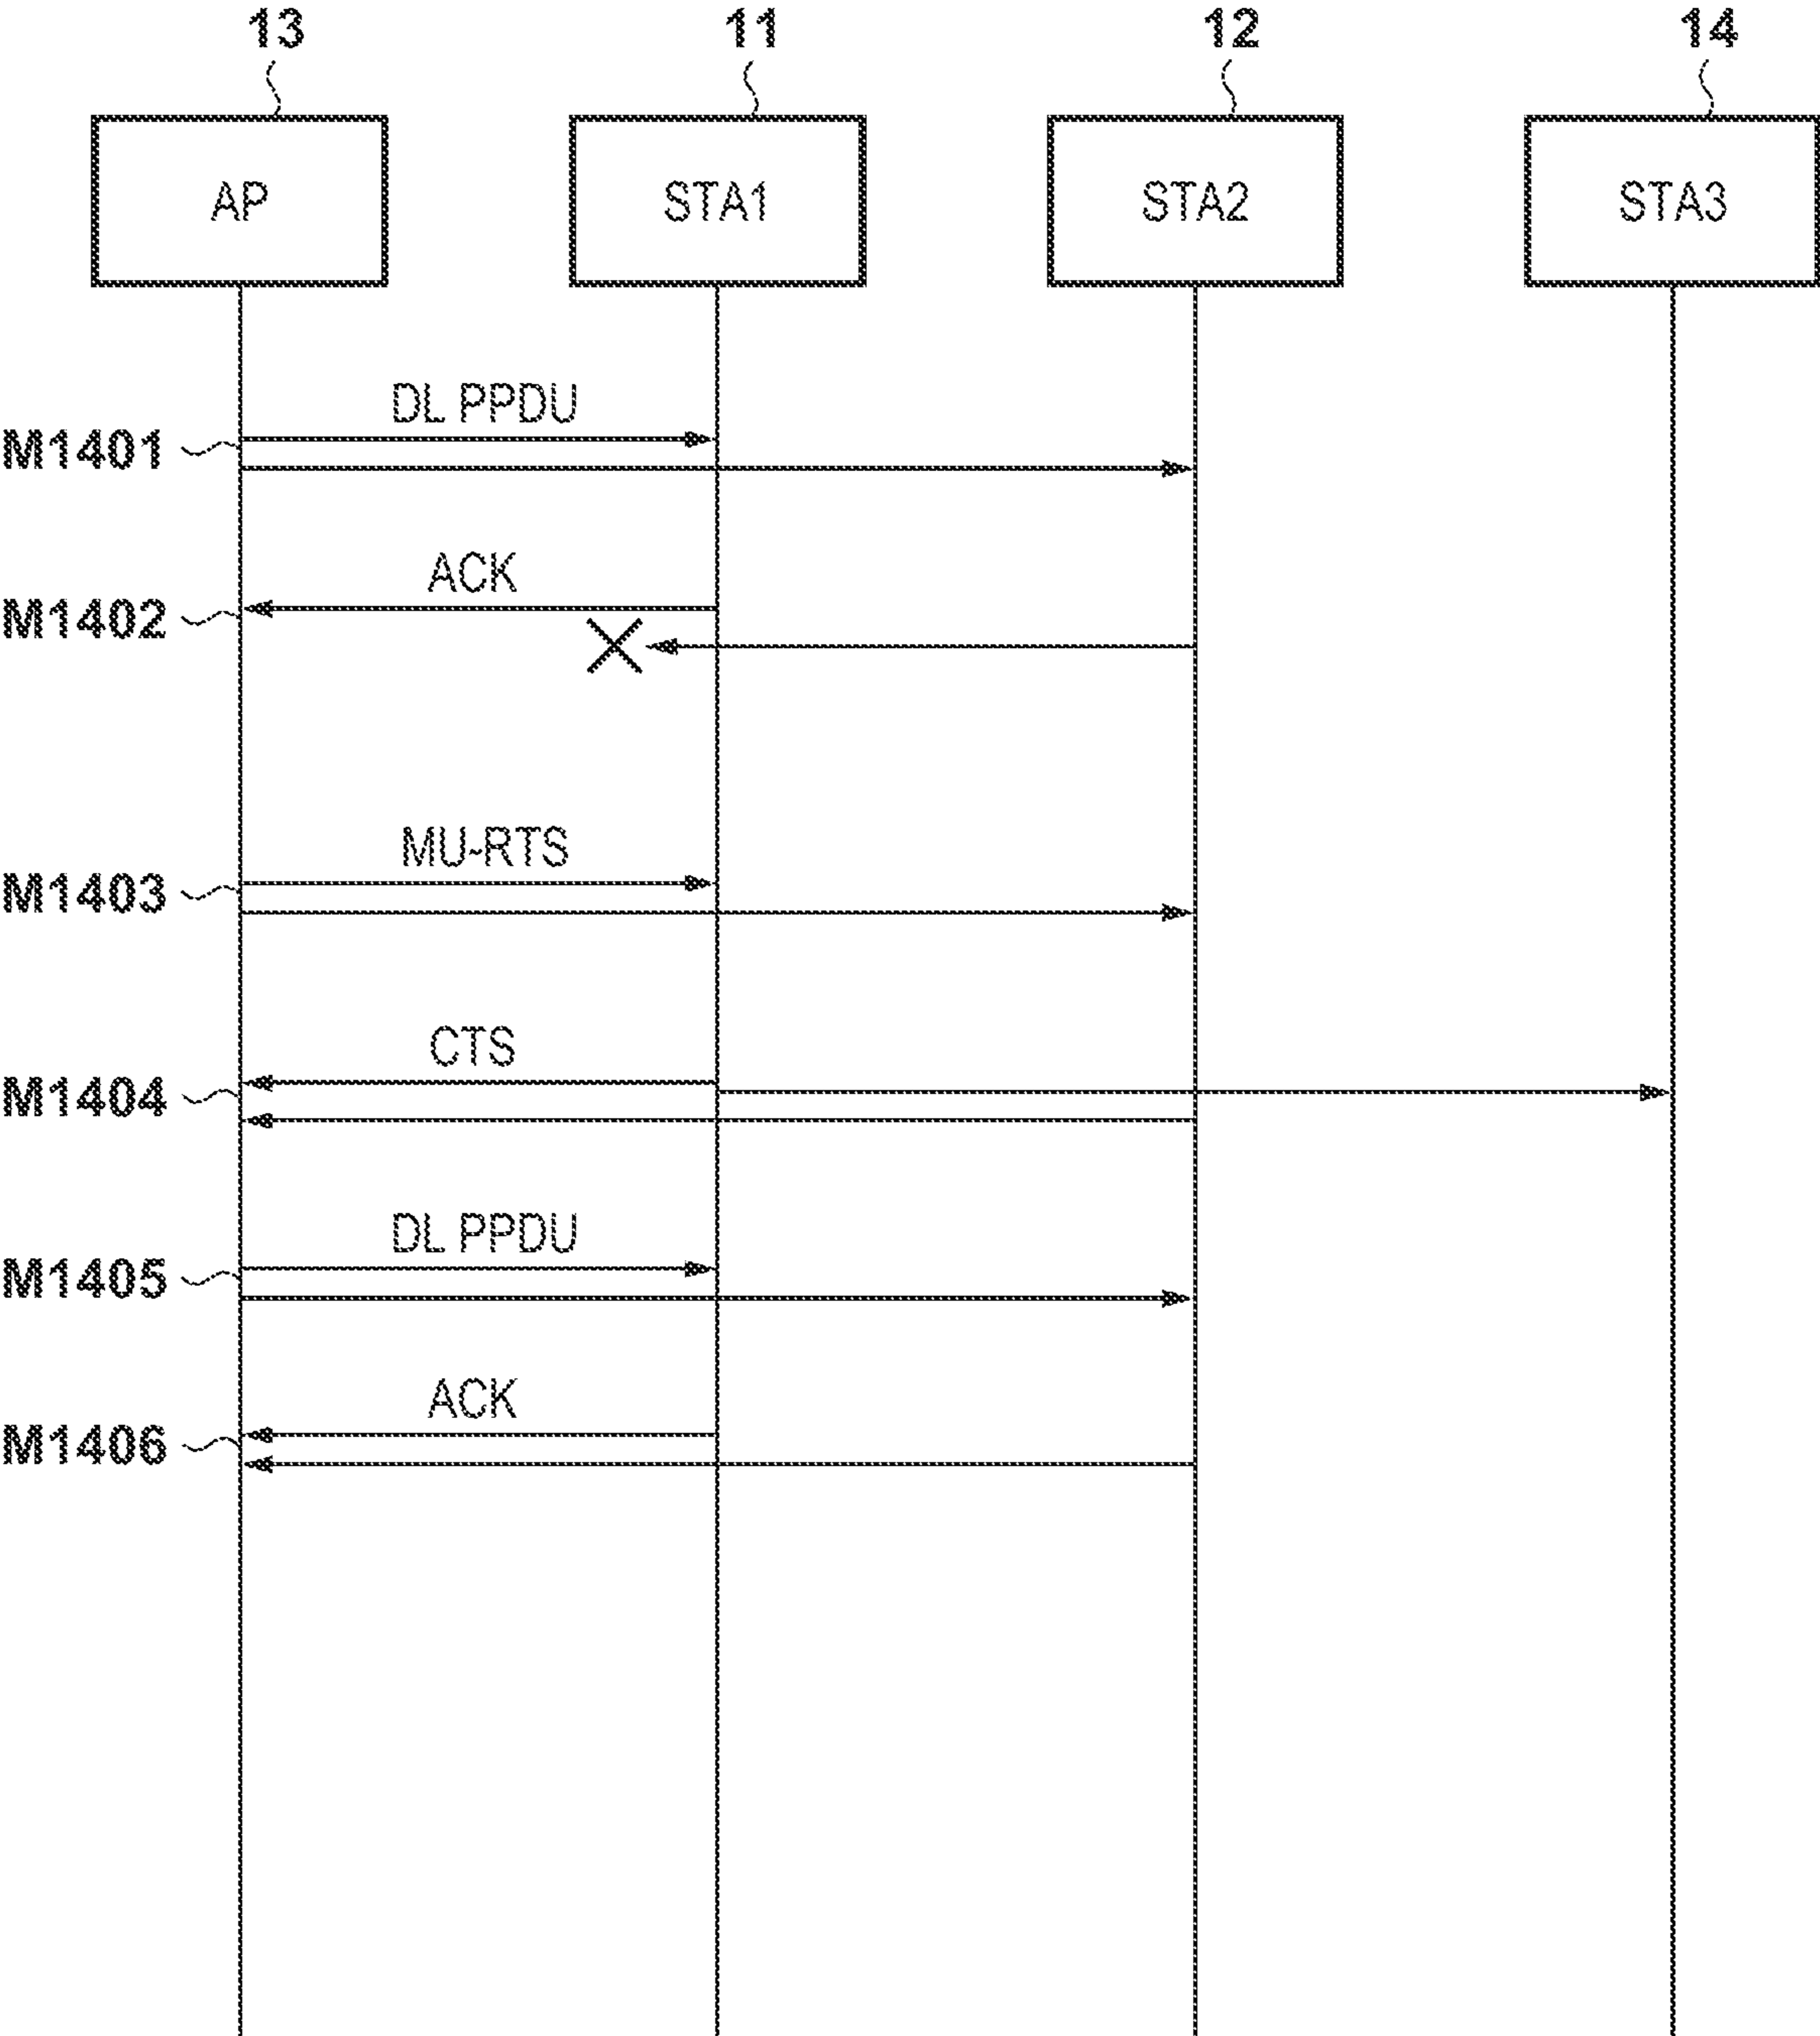 13 11 12 14
AP STA1 STA2 STA3
DL PPDU
M1401
ACK
M1402
MU-RTS
M1403
CTS
M1404
DL PPDU
M1405
ACK
M1406